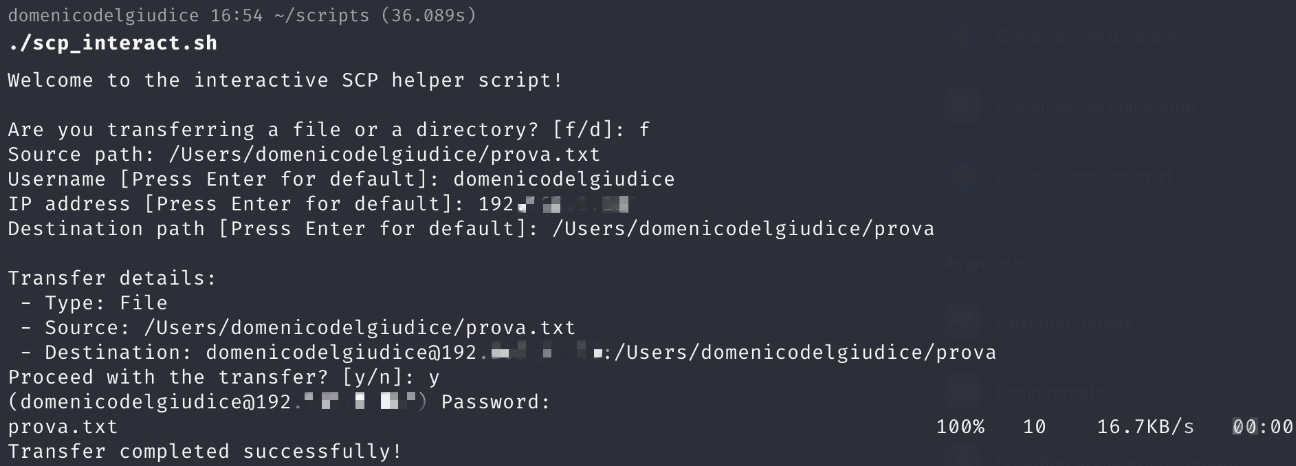 domenicodelgiudice 16:54 ~/scripts (36.089s)
./scp_interact.sh
Welcome to the interactive SCP helper script!
Are you transferring a file or a directory? [f/d]: f
Source path: /Users/domenicodelgiudice/prova.txt
Username [Press Enter for default]: domenicodelgiudice
IP address [Press Enter for default]: 192.
Destination path [Press Enter for default]: /Users/domenicodelgiudice/prova
Transfer details:
- Type: File
- Source: /Users/domenicodelgiudice/prova.txt
- Destination: domenicodelgiudice@192. :/Users/domenicodelgiudice/prova
Proceed with the transfer? [y/n]: y
(domenicodelgiudice@192. ) Password:
prova.txt 100% 10 16.7KB/s 00:00
Transfer completed successfully!